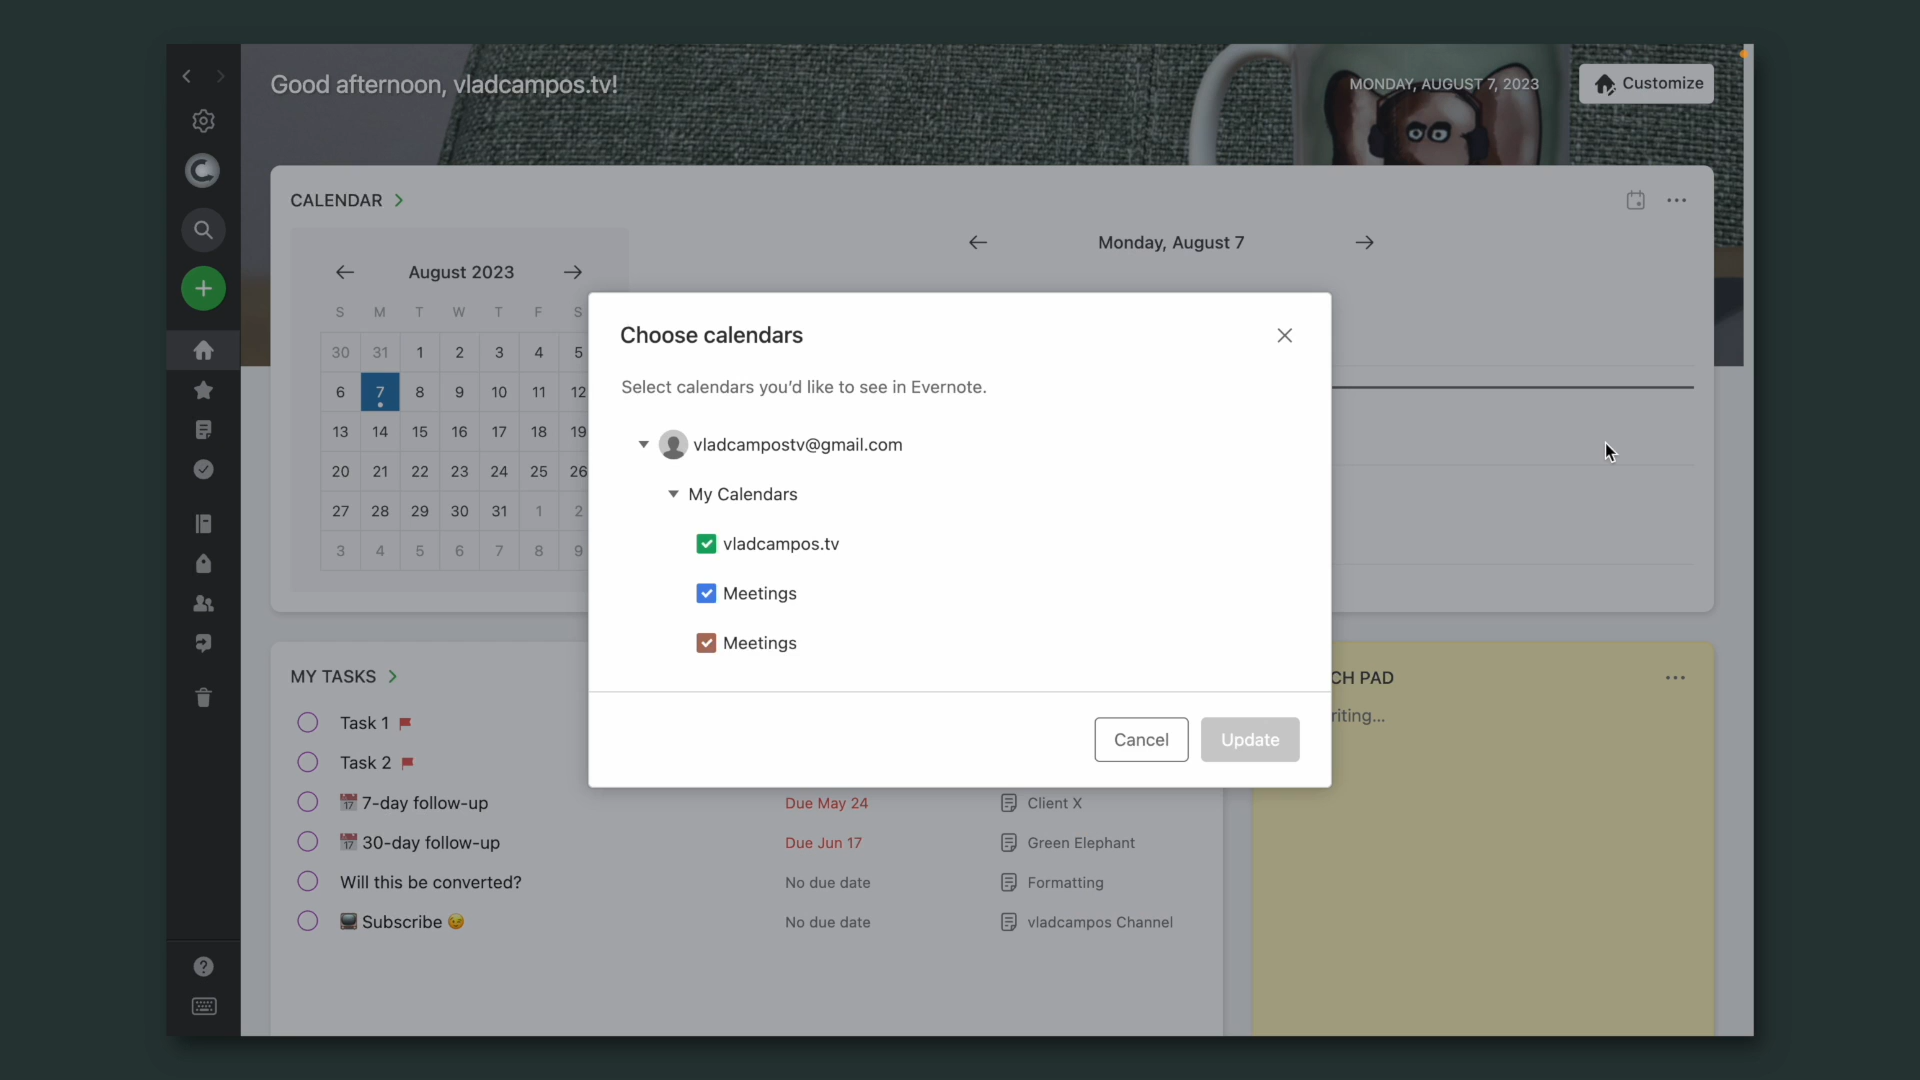 Good afternoon, vladcampos.tv!
MONDAY, AUGUST 7, 2023
Customize
CALENDAR
August 2023
S M T W T F S
30 31 1 2 3 4 5
6 7 8 9 10 11 12
13 14 15 16 17 18 19
20 21 22 23 24 25 26
27 28 29 30 31 1 2
3 4 5 6 7 8 9
Monday, August 7
Choose calendars
Select calendars you'd like to see in Evernote.
vladcampostv@gmail.com
My Calendars
vladcampos.tv
Meetings
Meetings
Cancel
Update
MY TASKS
Task 1
Task 2
7-day follow-up Due May 24 Client X
30-day follow-up Due Jun 17 Green Elephant
Will this be converted? No due date Formatting
Subscribe No due date vladcampos Channel
CH PAD
riting...